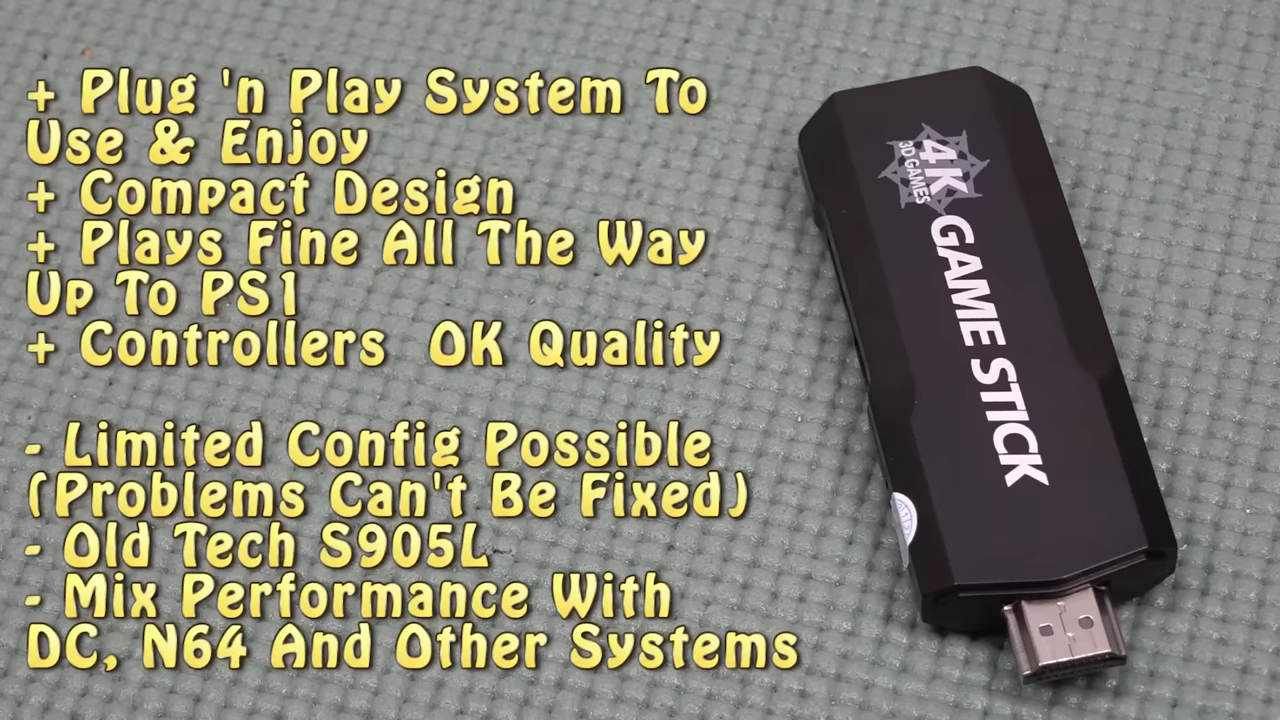 + Plug 'n Play System To
Use & Enjoy
+ Compact Design
+ Plays Fine All The Way
Up To PS1
+ Controllers  OK Quality
- Limited Config Possible
(Problems Can't Be Fixed)
- Old Tech S905L
- Mix Performance With
DC, N64 And Other Systems
4K
3D GAMES
GAME STICK